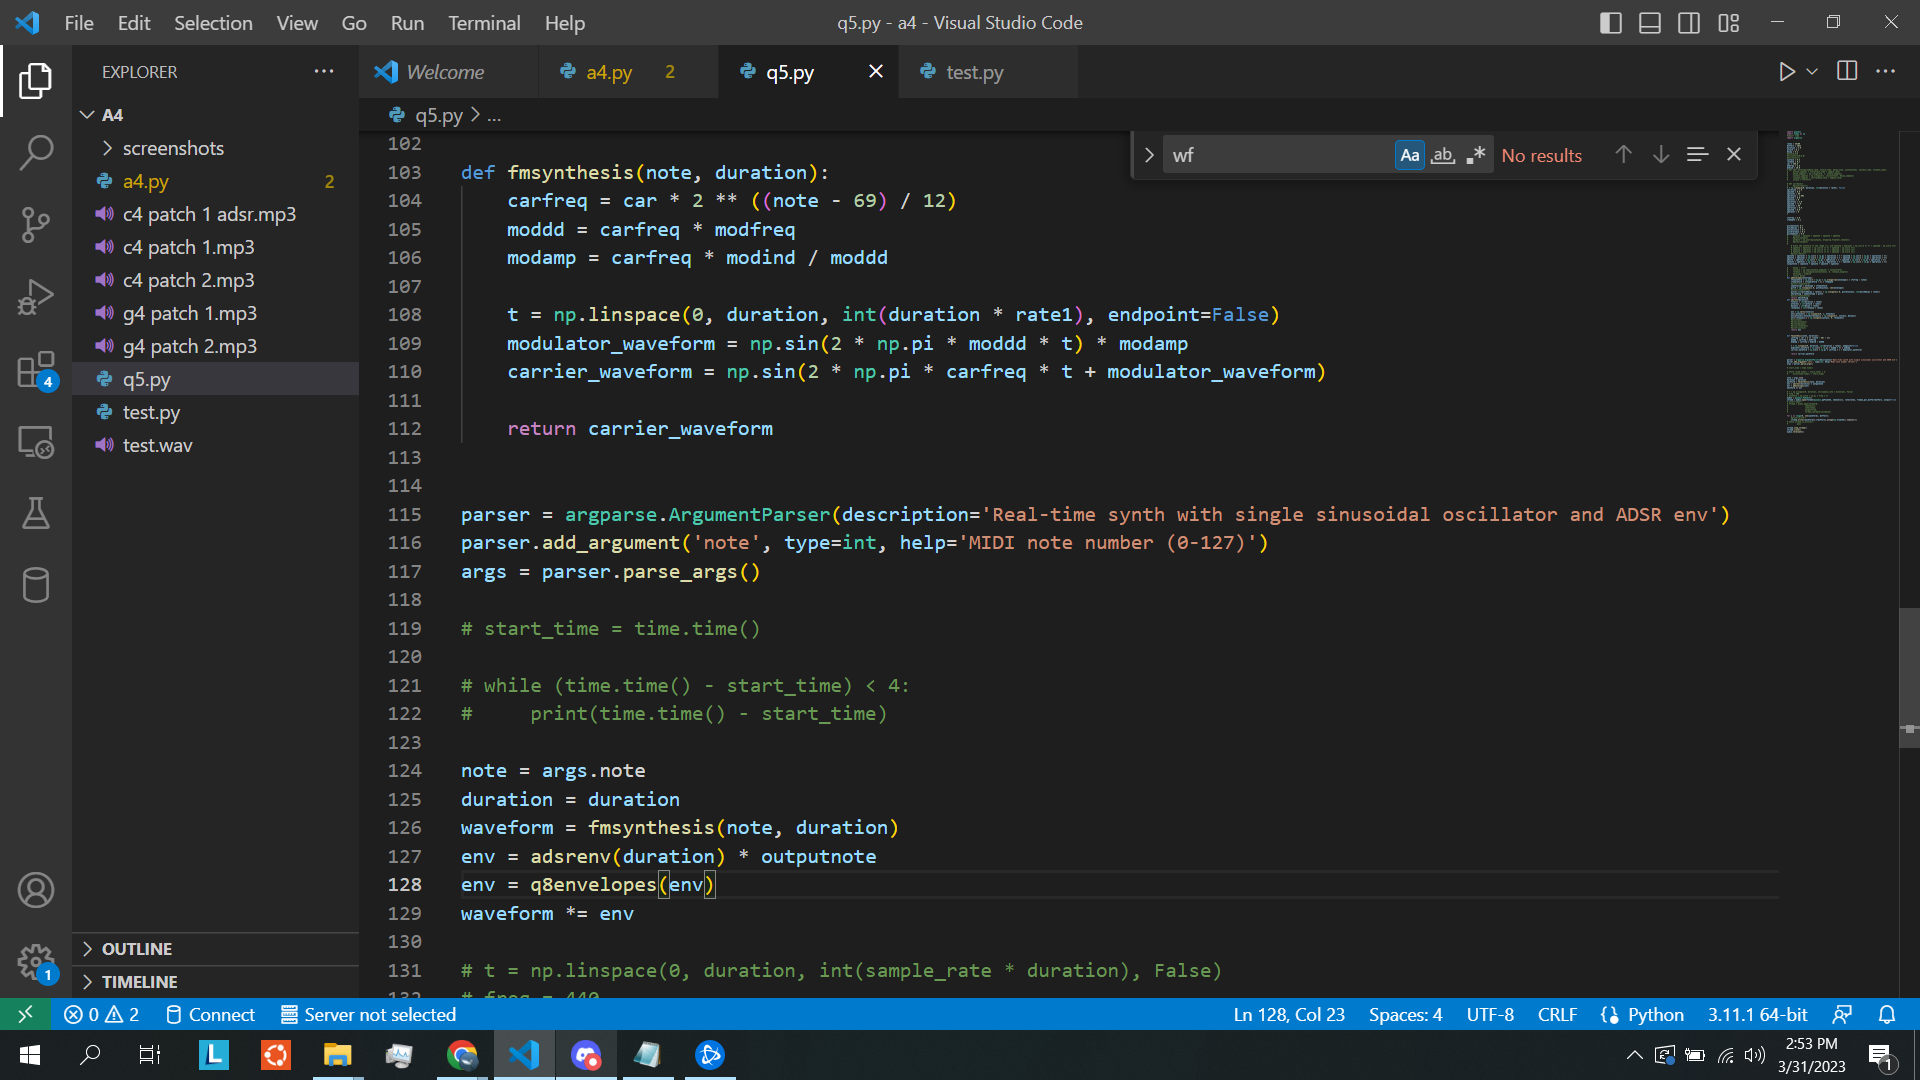 File Edit Selection View Go Run Terminal Help
q5.py - a4 - Visual Studio Code
EXPLORER
Welcome
a4.py 2
q5.py
test.py
A4
screenshots
a4.py 2
c4 patch 1 adsr.mp3
c4 patch 1.mp3
c4 patch 2.mp3
g4 patch 1.mp3
g4 patch 2.mp3
q5.py
test.py
test.wav
OUTLINE
TIMELINE
4
1
q5.py > ...
wf
Aa ab .*
No results
102
103 def fmsynthesis(note, duration):
104 carfreq = car * 2 ** ((note - 69) / 12)
105 moddd = carfreq * modfreq
106 modamp = carfreq * modind / moddd
107
108 t = np.linspace(0, duration, int(duration * rate1), endpoint=False)
109 modulator_waveform = np.sin(2 * np.pi * moddd * t) * modamp
110 carrier_waveform = np.sin(2 * np.pi * carfreq * t + modulator_waveform)
111
112 return carrier_waveform
113
114
115 parser = argparse.ArgumentParser(description='Real-time synth with single sinusoidal oscillator and ADSR env')
116 parser.add_argument('note', type=int, help='MIDI note number (0-127)')
117 args = parser.parse_args()
118
119 # start_time = time.time()
120
121 # while (time.time() - start_time) < 4:
122 #     print(time.time() - start_time)
123
124 note = args.note
125 duration = duration
126 waveform = fmsynthesis(note, duration)
127 env = adsrenv(duration) * outputnote
128 env = q8envelopes(env)
129 waveform *= env
130
131 # t = np.linspace(0, duration, int(sample_rate * duration), False)
132 # freq = 440
0 2 Connect Server not selected
Ln 128, Col 23 Spaces: 4 UTF-8 CRLF Python 3.11.1 64-bit
L
2:53 PM
3/31/2023
1